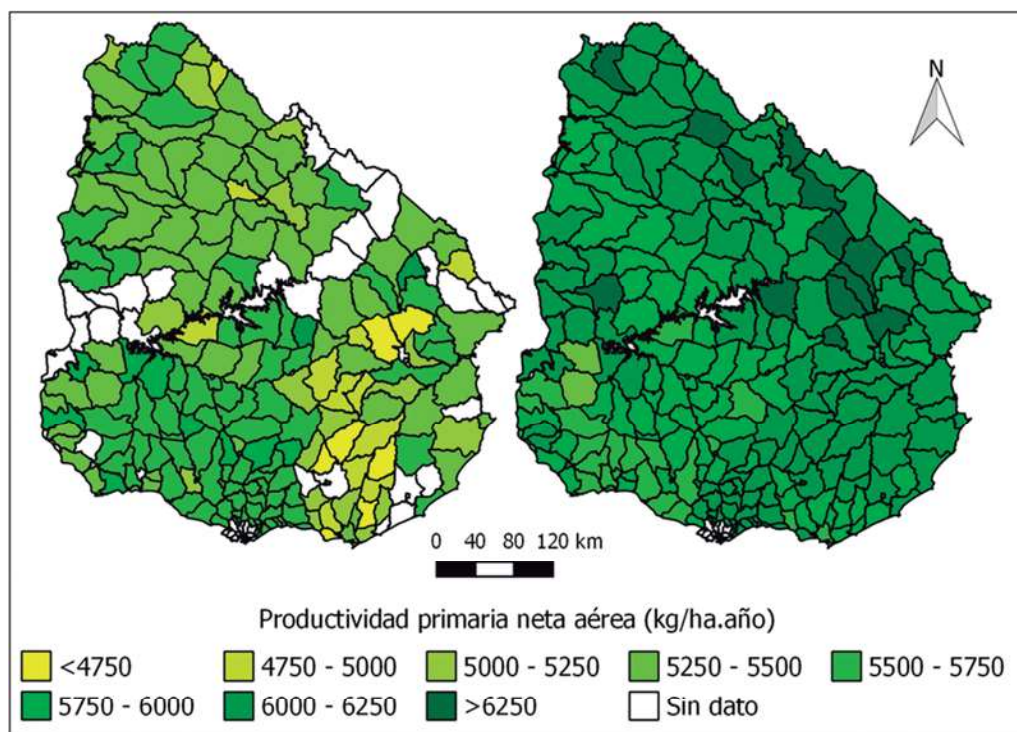 N
0 40 80 120 km
Productividad primaria neta aérea (kg/ha.año)
<4750 4750 - 5000 5000 - 5250 5250 - 5500 5500 - 5750
5750 - 6000 6000 - 6250 >6250 Sin dato